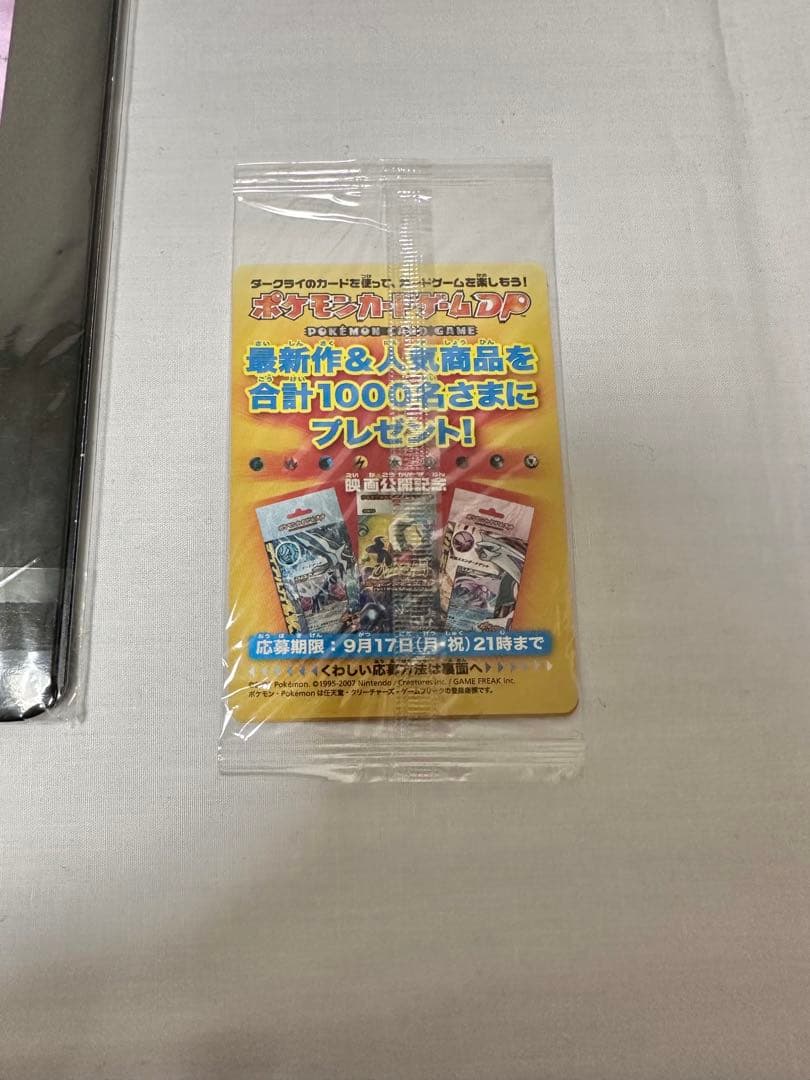 ダークライのカードを使って、カードゲームを楽しもう!
ポケモンカードゲームDP
POKÉMON CARD GAME
最新作&人気商品を
合計1000名さまに
プレゼント!
映画公開記念
応募期限:9月17日(月・祝)21時まで
くわしい応募方法は裏面へ
Pokémon. ©1995-2007 Nintendo / Creatures Inc. / GAME FREAK Inc.
ポケモン・Pokémonは任天堂・クリーチャーズ・ゲームフリークの登録商標です。